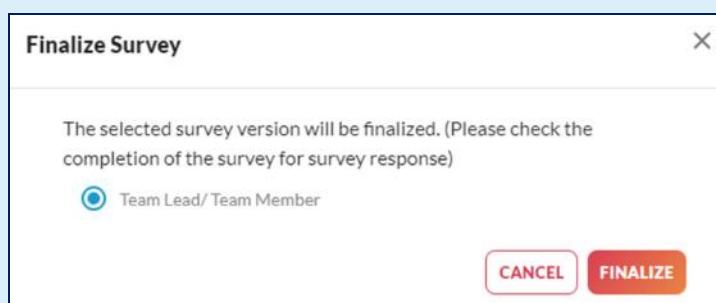 Finalize Survey
The selected survey version will be finalized. (Please check the
completion of the survey for survey response)
Team Lead/ Team Member
CANCEL
FINALIZE